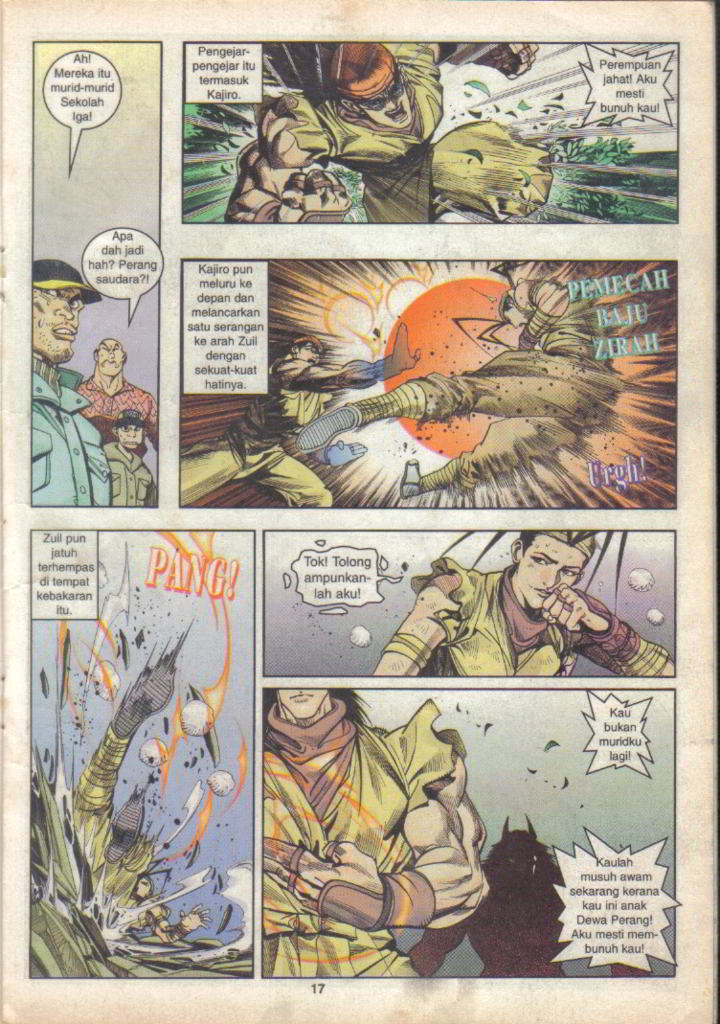 Ah!
Mereka itu
murid-murid
Sekolah
Iga!
Apa
dah jadi
hah? Perang
saudara?!
Pengejar-
pengejar itu
termasuk
Kajiro.
Perempuan
jahat! Aku
mesti
bunuh kau!
Kajiro pun
meluru ke
depan dan
melancarkan
satu serangan
ke arah Zuil
dengan
sekuat-kuat
hatinya.
PEMECAH
BAJU
ZIRAH
Urgh!
Zuil pun
jatuh
terhempas
di tempat
kebakaran
itu.
PANG!
Tok! Tolong
ampunkan-
lah aku!
Kau
bukan
muridku
lagi!
Kaulah
musuh awam
sekarang kerana
kau ini anak
Dewa Perang!
Aku mesti mem-
bunuh kau!
17